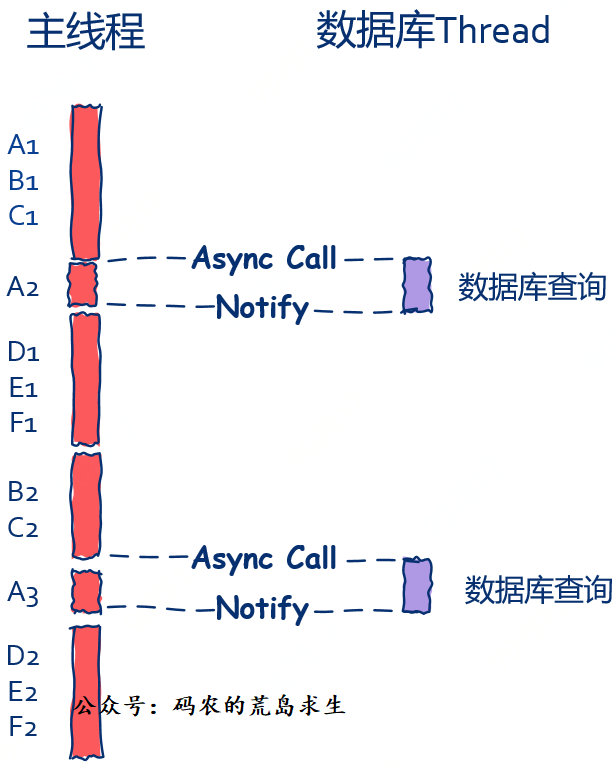 主线程 数据库Thread
A1
B1
C1
Async Call
A2 数据库查询
Notify
D1
E1
F1
B2
C2
Async Call
A3 数据库查询
Notify
D2
E2
公众号：码农的荒岛求生
F2